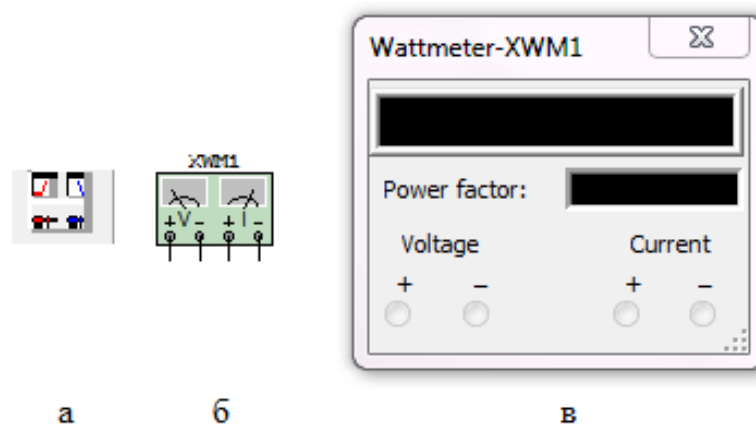 Wattmeter-XWM1
XWM1
+ V - + I -
Power factor:
Voltage Current
+ - + -
а б в